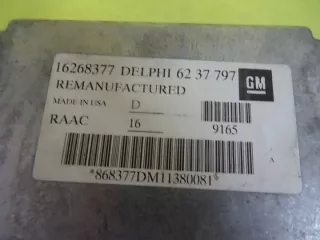 16268377 DELPHI 62 37 797
REMANUFACTURED
GM
MADE IN USA D
RAAC 16 9165
A
*868377DM11380081*